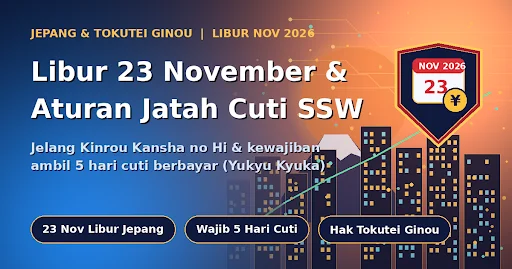 JEPANG & TOKUTEI GINOU | LIBUR NOV 2026
Libur 23 November &
Aturan Jatah Cuti SSW
NOV 2026
23
¥
Jelang Kinrou Kansha no Hi & kewajiban
ambil 5 hari cuti berbayar (Yukyu Kyuka).
23 Nov Libur Jepang
Wajib 5 Hari Cuti
Hak Tokutei Ginou